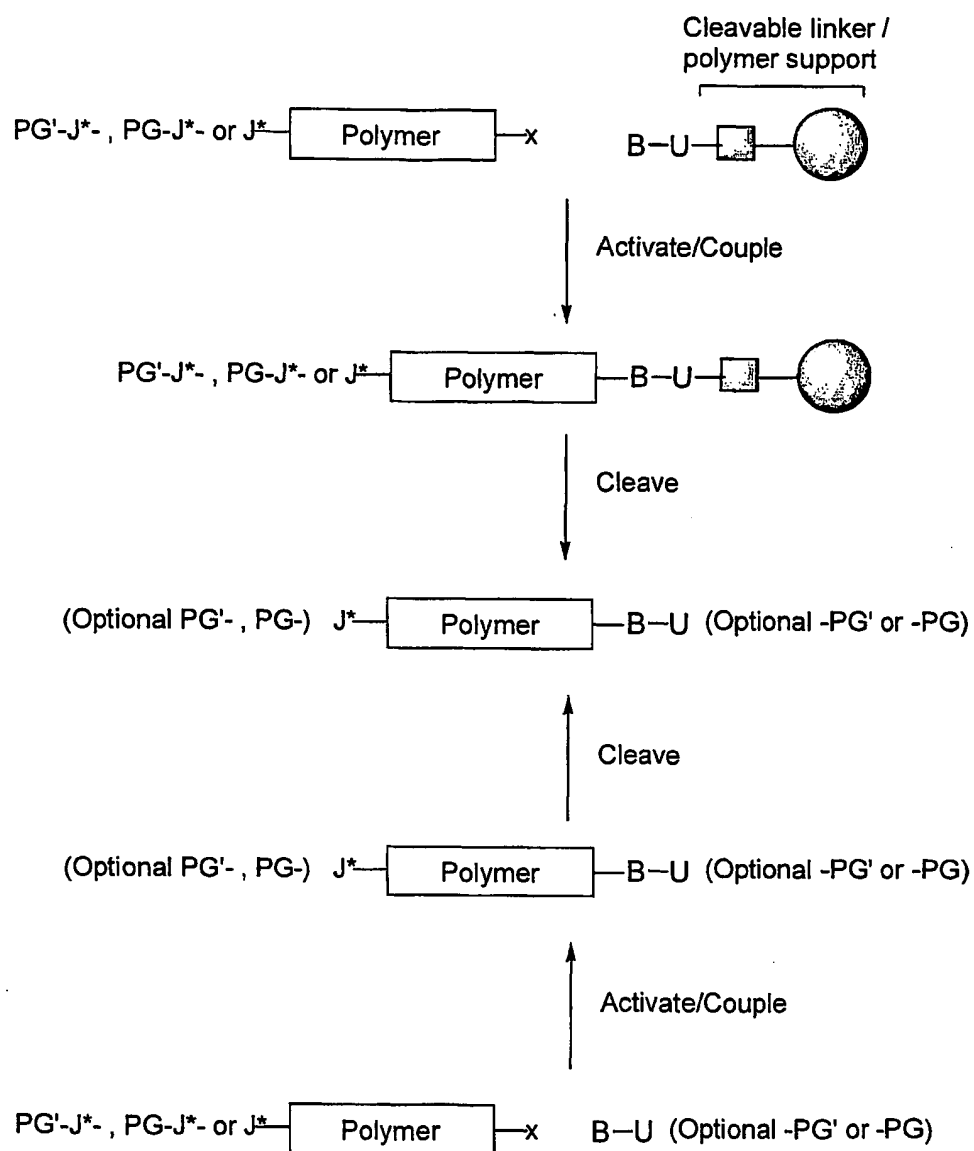 Cleavable linker /
polymer support
PG'-J*- , PG-J*- or J* Polymer x B–U
Activate/Couple
PG'-J*- , PG-J*- or J* Polymer B–U
Cleave
(Optional PG'- , PG-) J* Polymer B–U (Optional -PG' or -PG)
Cleave
(Optional PG'- , PG-) J* Polymer B–U (Optional -PG' or -PG)
Activate/Couple
PG'-J*- , PG-J*- or J* Polymer x B–U (Optional -PG' or -PG)